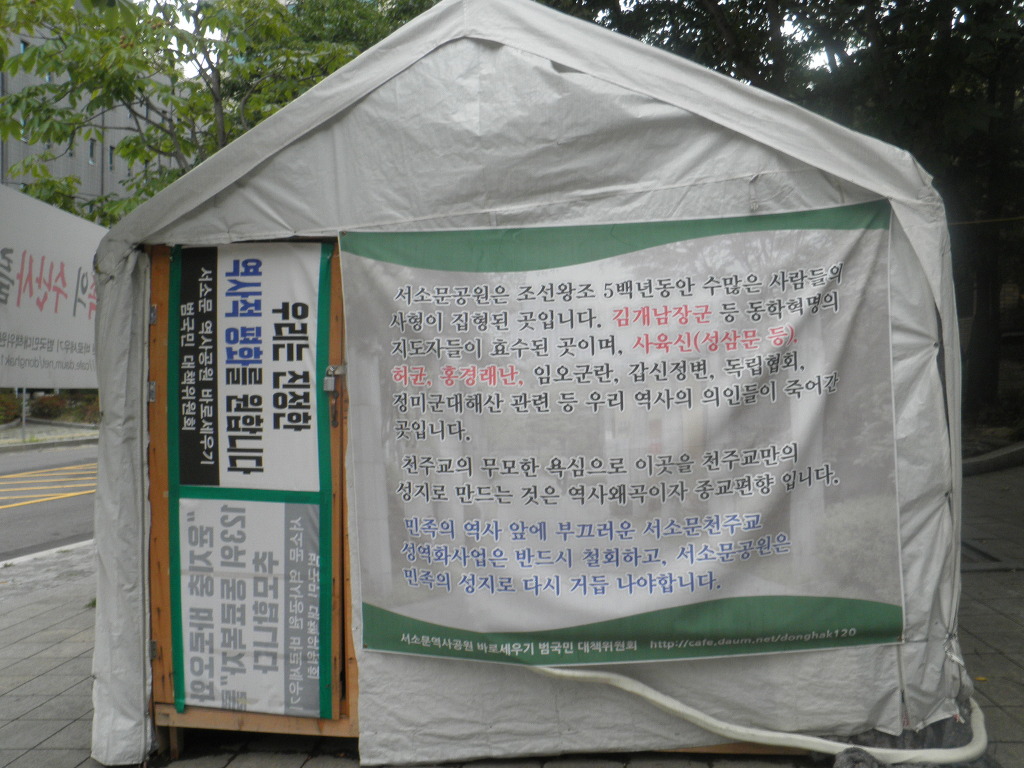 서소문공원은 조선왕조 5백년동안 수많은 사람들의
사형이 집형된 곳입니다. 김개남장군 등 동학혁명의
지도자들이 효수된 곳이며, 사육신(성삼문 등).
허균, 홍경래난, 임오군란, 갑신정변, 독립협회,
정미군대해산 관련 등 우리 역사의 의인들이 죽어간
곳입니다.
천주교의 무모한 욕심으로 이곳을 천주교만의
성지로 만드는 것은 역사왜곡이자 종교편향 입니다.
민족의 역사 앞에 부끄러운 서소문천주교
성역화사업은 반드시 철회하고, 서소문공원은
민족의 성지로 다시 거듭 나야합니다.
서소문역사공원 바로세우기 범국민 대책위원회 http://cafe.daum.net/donghak120
우리는 진정한
역사적 평화를 원합니다
서소문 역사공원 바로세우기
범국민 대책위원회
추모합니다